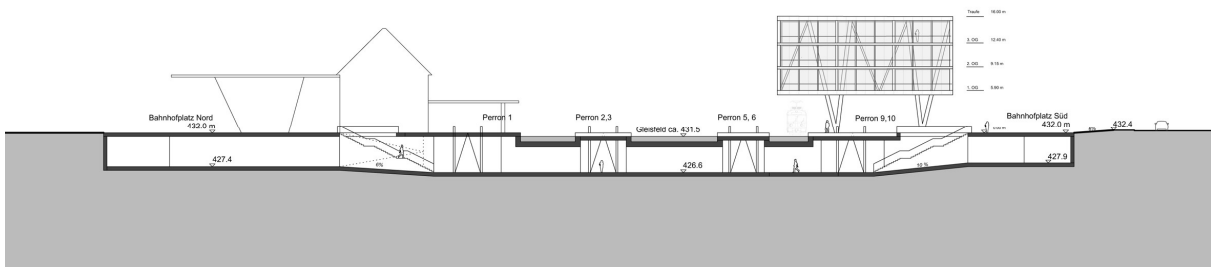 Traufe 16.00 m
3. OG 12.40 m
2. OG 9.15 m
1. OG 5.90 m
Bahnhofplatz Nord
432.0 m
Perron 1
Perron 2,3
Gleisfeld ca. 431.5
Perron 5, 6
Perron 9,10
Bahnhofplatz Süd
432.0 m
432.4
427.4
6%
426.6
10 %
427.9